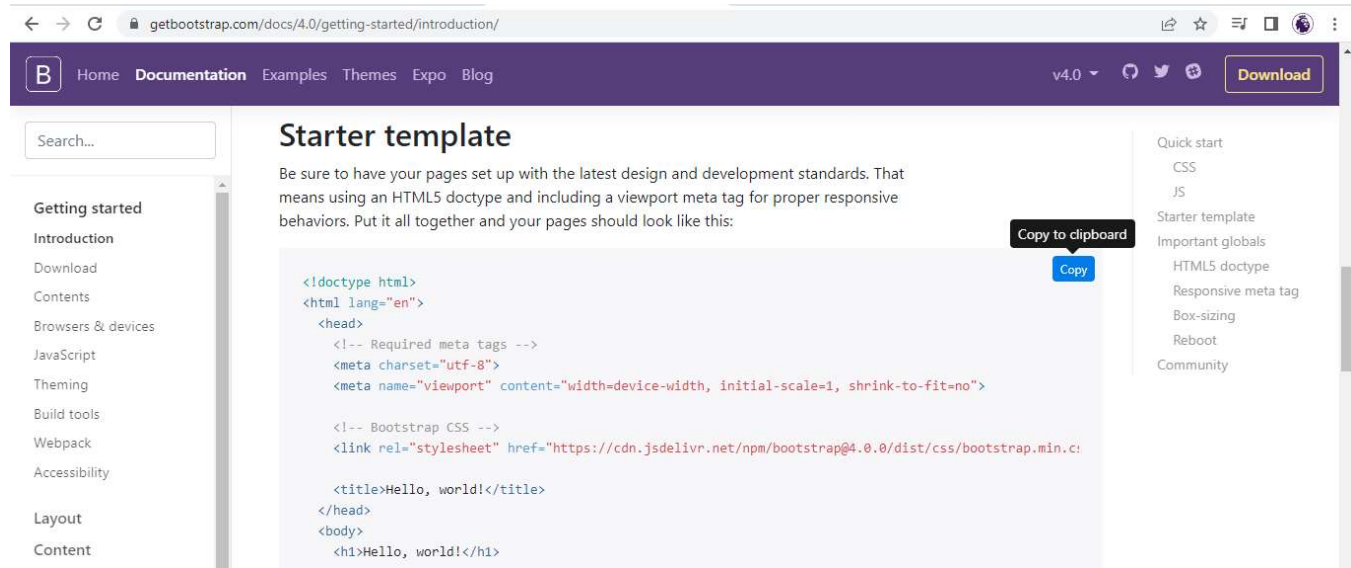 getbootstrap.com/docs/4.0/getting-started/introduction/
B Home Documentation Examples Themes Expo Blog v4.0 Download
Search...
Getting started
Introduction
Download
Contents
Browsers & devices
JavaScript
Theming
Build tools
Webpack
Accessibility
Layout
Content
Starter template
Be sure to have your pages set up with the latest design and development standards. That
means using an HTML5 doctype and including a viewport meta tag for proper responsive
behaviors. Put it all together and your pages should look like this:
Copy to clipboard
Copy
<!doctype html>
<html lang="en">
<head>
<!-- Required meta tags -->
<meta charset="utf-8">
<meta name="viewport" content="width=device-width, initial-scale=1, shrink-to-fit=no">
<!-- Bootstrap CSS -->
<link rel="stylesheet" href="https://cdn.jsdelivr.net/npm/bootstrap@4.0.0/dist/css/bootstrap.min.c
<title>Hello, world!</title>
</head>
<body>
<h1>Hello, world!</h1>
Quick start
CSS
JS
Starter template
Important globals
HTML5 doctype
Responsive meta tag
Box-sizing
Reboot
Community